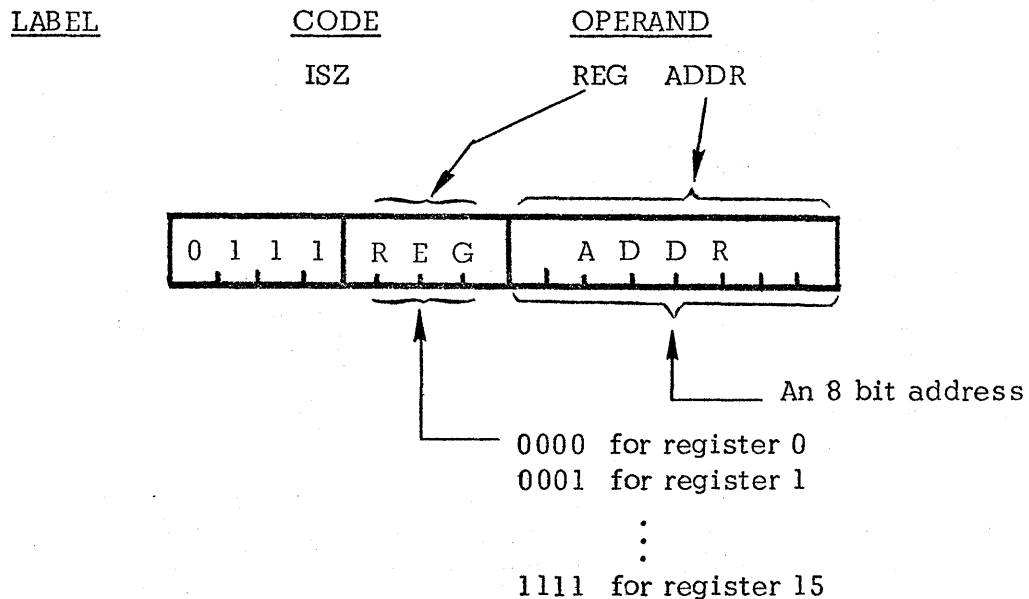 LABEL CODE OPERAND
ISZ REG ADDR
0 1 1 1 R E G A D D R
An 8 bit address
0000 for register 0
0001 for register 1
1111 for register 15